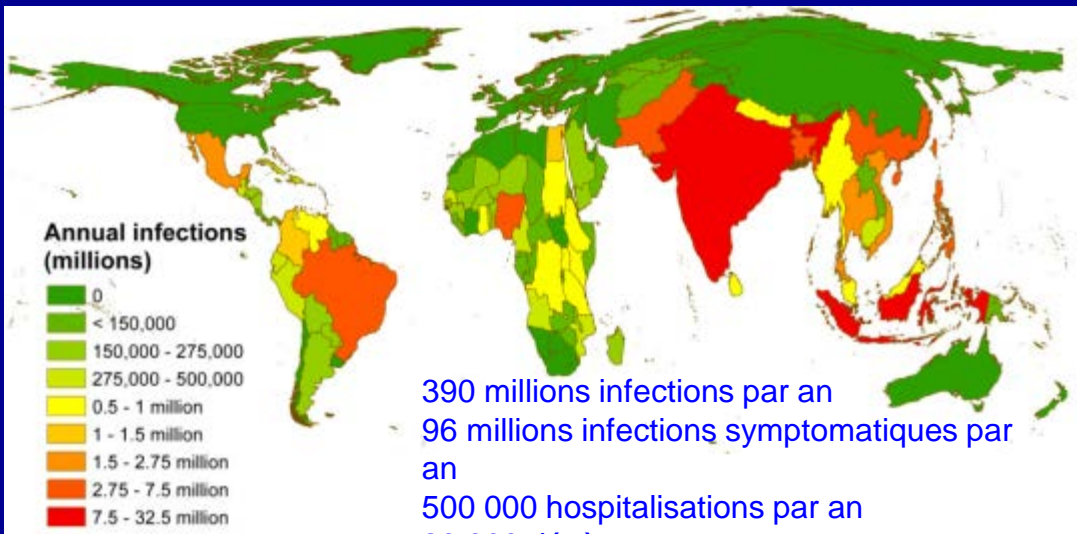 Annual infections
(millions)
0
< 150,000
150,000 - 275,000
275,000 - 500,000
0.5 - 1 million
1 - 1.5 million
1.5 - 2.75 million
2.75 - 7.5 million
7.5 - 32.5 million
390 millions infections par an
96 millions infections symptomatiques par
an
500 000 hospitalisations par an